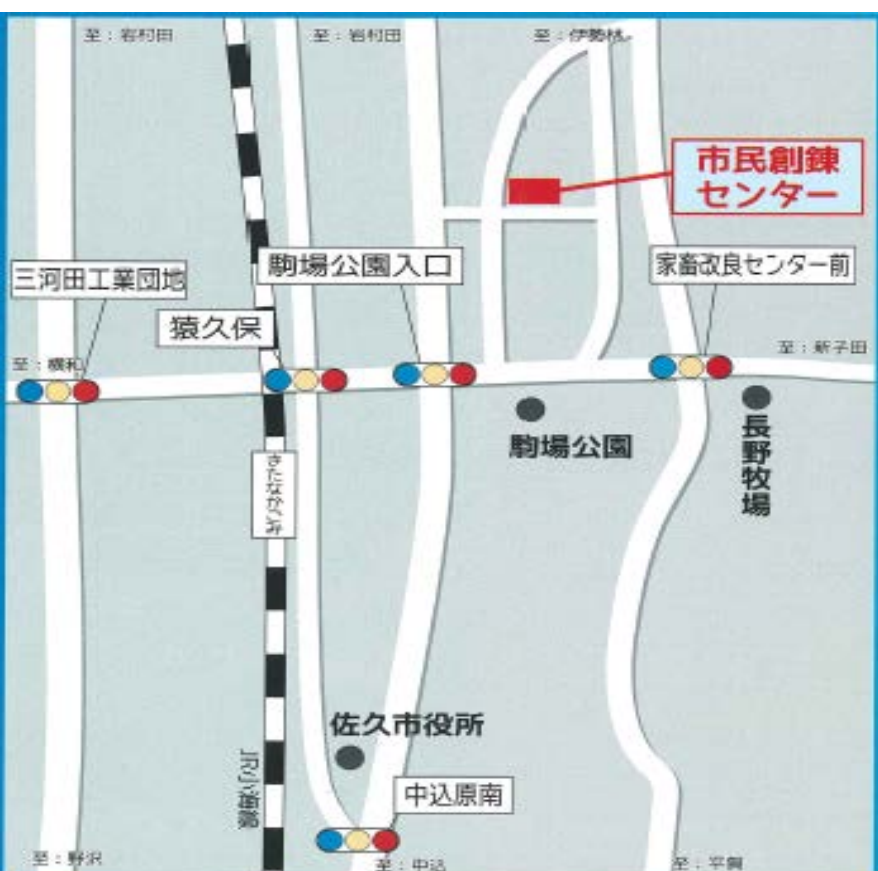 至：岩村田
至：岩村田
至：伊勢林
市民創錬
センター
三河田工業団地
駒場公園入口
家畜改良センター前
猿久保
至：横和
至：新子田
駒場公園
長野牧場
きたなかごみ
佐久市役所
JR小海線
中込原南
至：野沢
至：中込
至：平賀